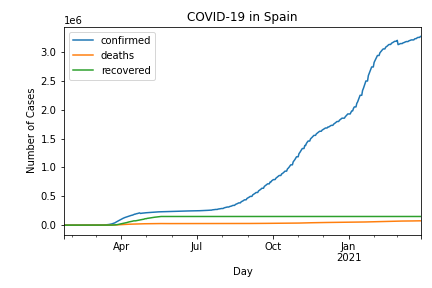 COVID-19 in Spain
1e6
confirmed
deaths
recovered
3.0
2.5
2.0
1.5
1.0
0.5
0.0
Number of Cases
Apr
Jul
Oct
Jan
2021
Day